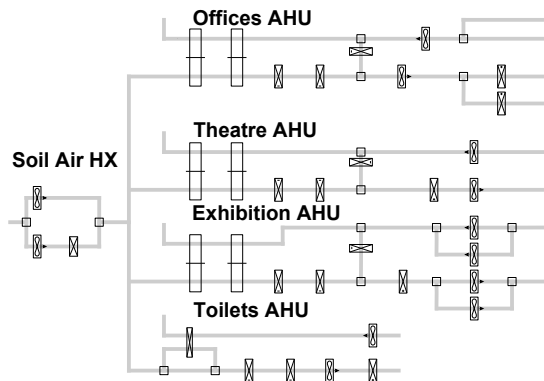 Offices AHU
Theatre AHU
Soil Air HX
Exhibition AHU
Toilets AHU